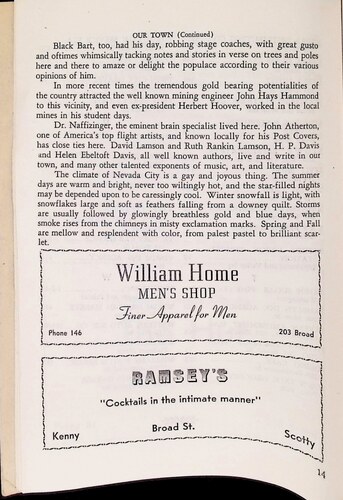 OUR TOWN (Continued)
Black Bart, too, had his day, robbing stage coaches, with great gusto
and oftimes whimsically tacking notes and stories in verse on trees and poles
here and there to amaze or delight the populace according to their various
opinions of him.
In more recent times the tremendous gold bearing potentialities of
the country attracted the well known mining engineer John Hays Hammond
to this vicinity, and even ex-president Herbert Hoover, worked in the local
mines in his student days.
Dr. Naffizinger, the eminent brain specialist lived here. John Atherton,
one of America's top flight artists, and known locally for his Post Covers,
has close ties here. David Lamson and Ruth Rankin Lamson, H. P. Davis
and Helen Ebeltoft Davis, all well known authors, live and write in our
town, and many other talented exponents of music, art, and literature.
The climate of Nevada City is a gay and joyous thing. The summer
days are warm and bright, never too wiltingly hot, and the star-filled nights
may be depended upon to be caressingly cool. Winter snowfall is light, with
snowflakes large and soft as feathers falling from a downey quilt. Storms
are usually followed by glowingly breathless gold and blue days, when
smoke rises from the chimneys in misty exclamation marks. Spring and Fall
are mellow and resplendent with color, from palest pastel to brilliant scar-
let.
William Home
MEN'S SHOP
Finer Apparel for Men
Phone 146 203 Broad
RAMSEY'S
"Cocktails in the intimate manner"
Broad St.
Kenny Scotty
14